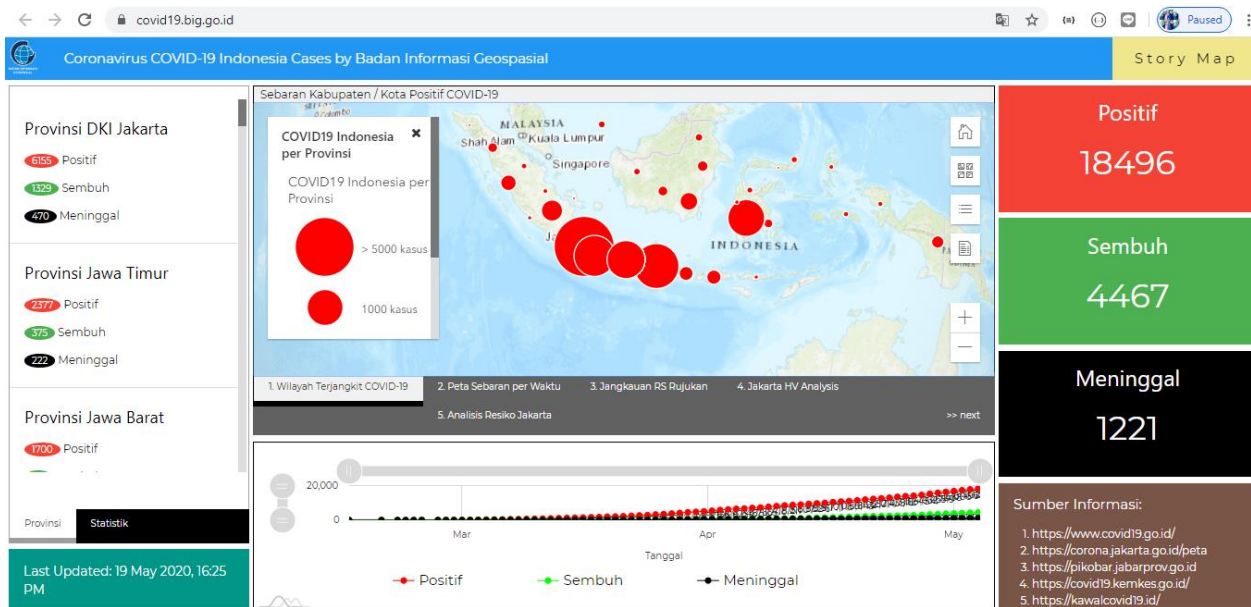 covid19.big.go.id
Paused
Coronavirus COVID-19 Indonesia Cases by Badan Informasi Geospasial
Story Map
Provinsi DKI Jakarta
6155 Positif
1329 Sembuh
470 Meninggal
Provinsi Jawa Timur
2377 Positif
375 Sembuh
222 Meninggal
Provinsi Jawa Barat
1700 Positif
Provinsi
Statistik
Last Updated: 19 May 2020, 16:25 PM
Sebaran Kabupaten / Kota Positif COVID-19
COVID19 Indonesia per Provinsi
COVID19 Indonesia per Provinsi
> 5000 kasus
1000 kasus
MALAYSIA
Shah Alam
Kuala Lumpur
Singapore
INDONESIA
1. Wilayah Terjangkit COVID-19
2. Peta Sebaran per Waktu
3. Jangkauan RS Rujukan
4. Jakarta HV Analysis
5. Analisis Resiko Jakarta
>> next
20,000
0
Mar
Apr
May
Tanggal
Positif
Sembuh
Meninggal
Positif
18496
Sembuh
4467
Meninggal
1221
Sumber Informasi:
1. https://www.covid19.go.id/
2. https://corona.jakarta.go.id/peta
3. https://pikobar.jabarprov.go.id
4. https://covid19.kemkes.go.id/
5. https://kawalcovid19.id/